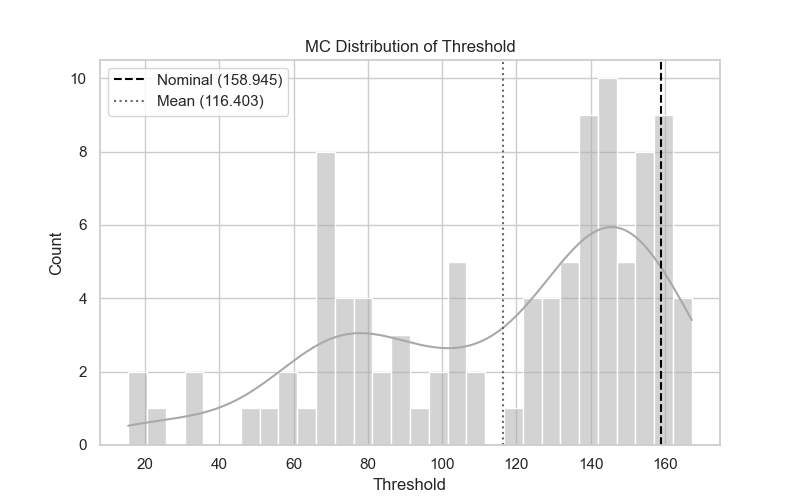 MC Distribution of Threshold
Nominal (158.945)
Mean (116.403)
10
8
6
4
2
0
Count
20 40 60 80 100 120 140 160
Threshold